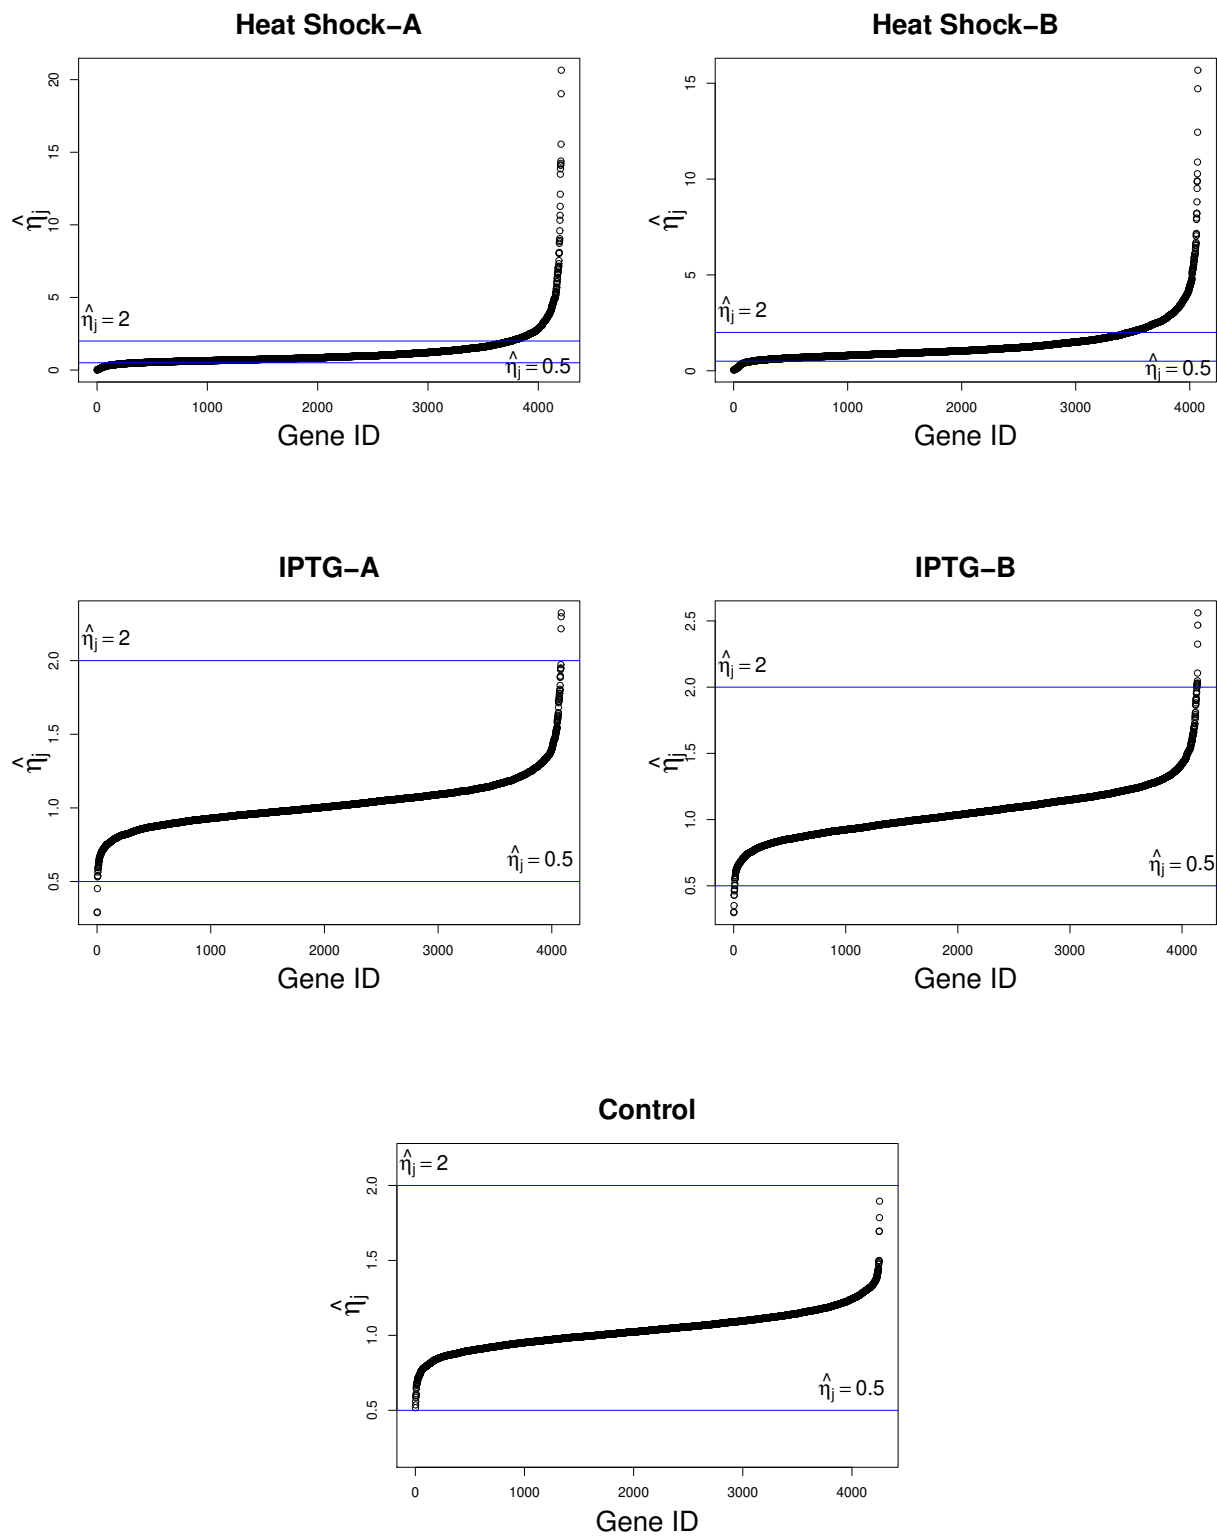 Heat Shock−A
20
15
10
5
0
η̂j
η̂j = 2
η̂j = 0.5
0 1000 2000 3000 4000
Gene ID
Heat Shock−B
15
10
5
0
η̂j
η̂j = 2
η̂j = 0.5
0 1000 2000 3000 4000
Gene ID
IPTG−A
2.0
1.5
1.0
0.5
η̂j
η̂j = 2
η̂j = 0.5
0 1000 2000 3000 4000
Gene ID
IPTG−B
2.5
2.0
1.5
1.0
0.5
η̂j
η̂j = 2
η̂j = 0.5
0 1000 2000 3000 4000
Gene ID
Control
2.0
1.5
1.0
0.5
η̂j
η̂j = 2
η̂j = 0.5
0 1000 2000 3000 4000
Gene ID